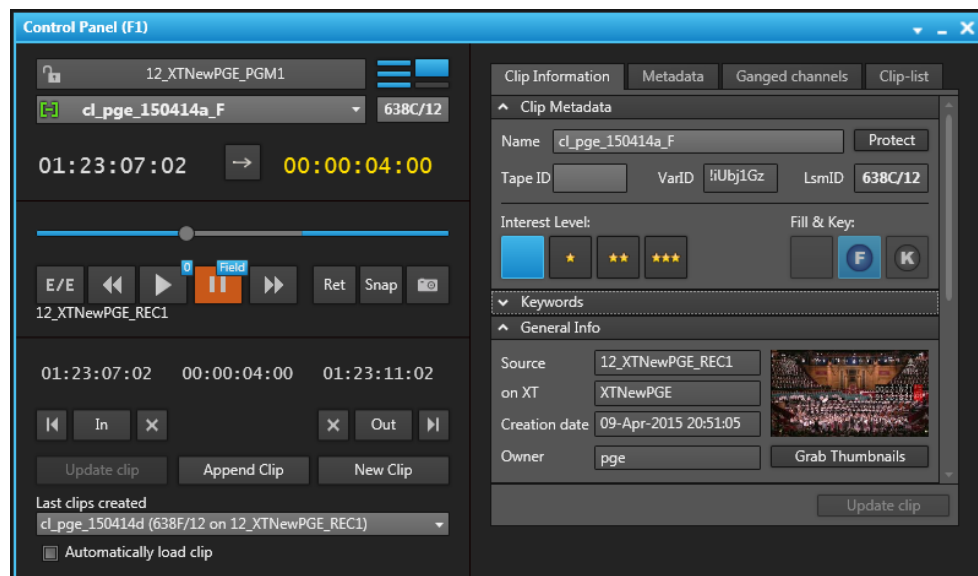 Control Panel (F1)
12_XTNewPGE_PGM1
cl_pge_150414a_F 638C/12
01:23:07:02 → 00:00:04:00
0 Field
E/E Ret Snap
12_XTNewPGE_REC1
01:23:07:02 00:00:04:00 01:23:11:02
In Out
Update clip Append Clip New Clip
Last clips created
cl_pge_150414d (638F/12 on 12_XTNewPGE_REC1)
Automatically load clip
Clip Information Metadata Ganged channels Clip-list
Clip Metadata
Name cl_pge_150414a_F Protect
Tape ID VarID !iUbj1Gz LsmID 638C/12
Interest Level: Fill & Key:
F K
Keywords
General Info
Source 12_XTNewPGE_REC1
on XT XTNewPGE
Creation date 09-Apr-2015 20:51:05
Owner pge Grab Thumbnails
Update clip